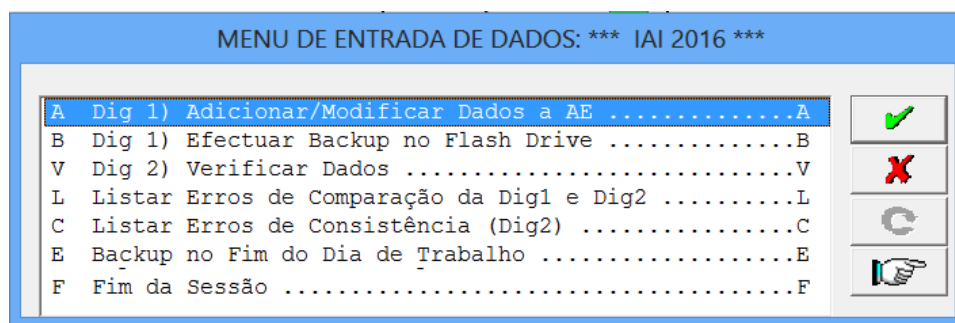 MENU DE ENTRADA DE DADOS: *** IAI 2016 ***
A Dig 1) Adicionar/Modificar Dados a AE ..............A
B Dig 1) Efectuar Backup no Flash Drive ..............B
V Dig 2) Verificar Dados .............................V
L Listar Erros de Comparação da Dig1 e Dig2 ..........L
C Listar Erros de Consistência (Dig2) ................C
E Backup no Fim do Dia de Trabalho ...................E
F Fim da Sessão ......................................F